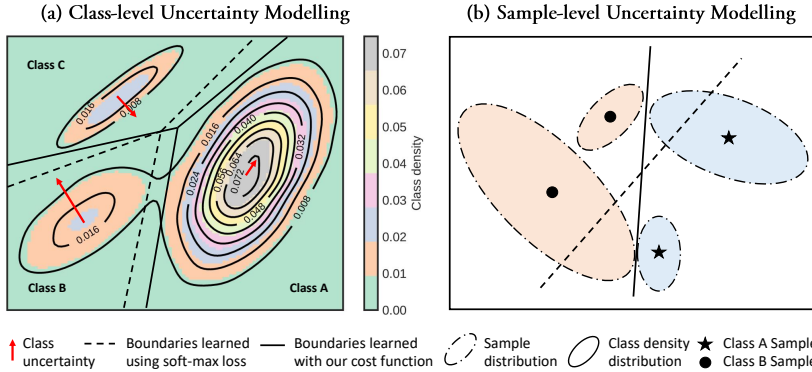 (a) Class-level Uncertainty Modelling
(b) Sample-level Uncertainty Modelling
Class C
0.016
0.008
0.016
0.040
0.032
0.024
0.056
0.064
0.072
0.048
0.008
0.016
Class B
Class A
0.07
0.06
0.05
0.04
0.03
0.02
0.01
0.00
Class density
Class
uncertainty
Boundaries learned
using soft-max loss
Boundaries learned
with our cost function
Sample
distribution
Class density
distribution
Class A Sample
Class B Sample